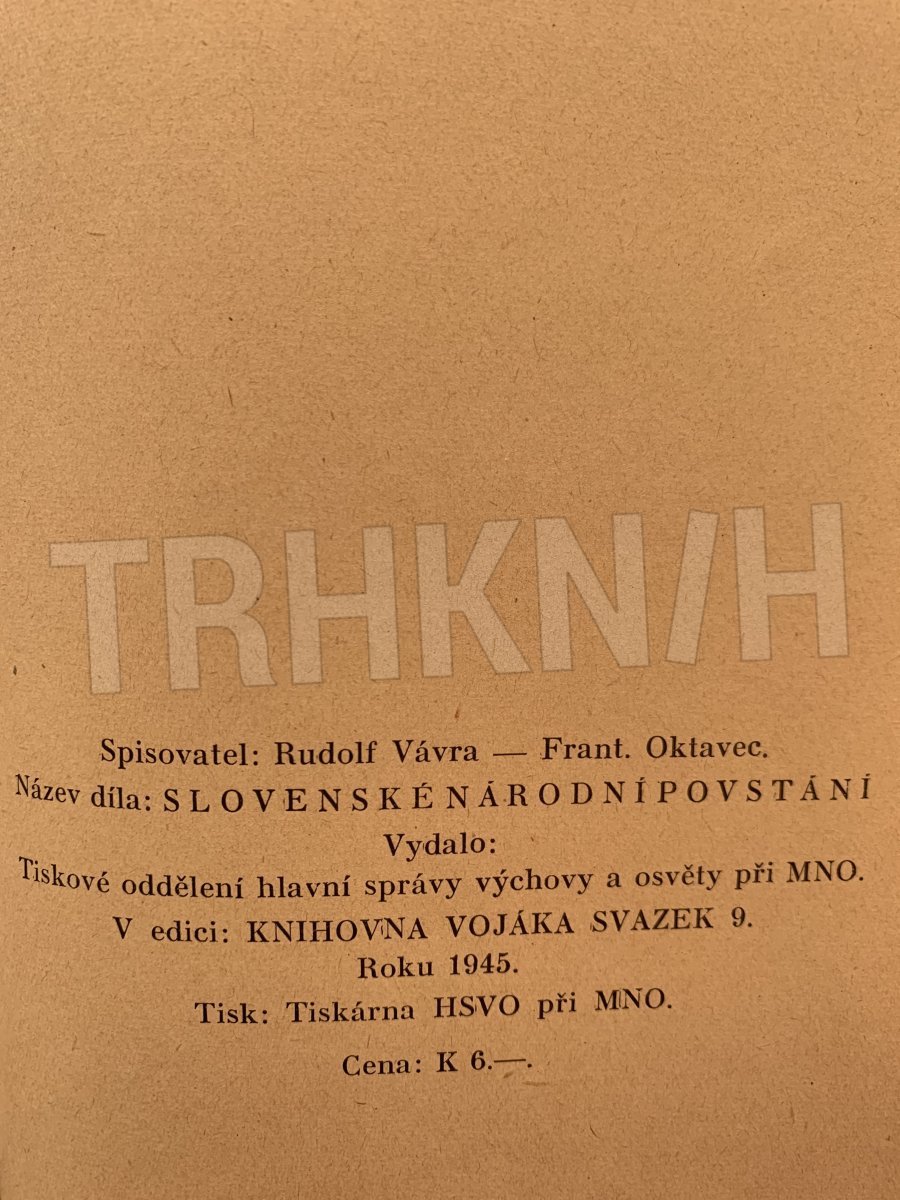 TRHKNIH
Spisovatel: Rudolf Vávra — Frant. Oktavec.
Název díla: SLOVENSKÉ NÁRODNÍ POVSTÁNÍ
Vydalo:
Tiskové oddělení hlavní správy výchovy a osvěty při MNO.
V edici: KNIHOVNA VOJÁKA SVAZEK 9.
Roku 1945.
Tisk: Tiskárna HSVO při MNO.
Cena: K 6.—.